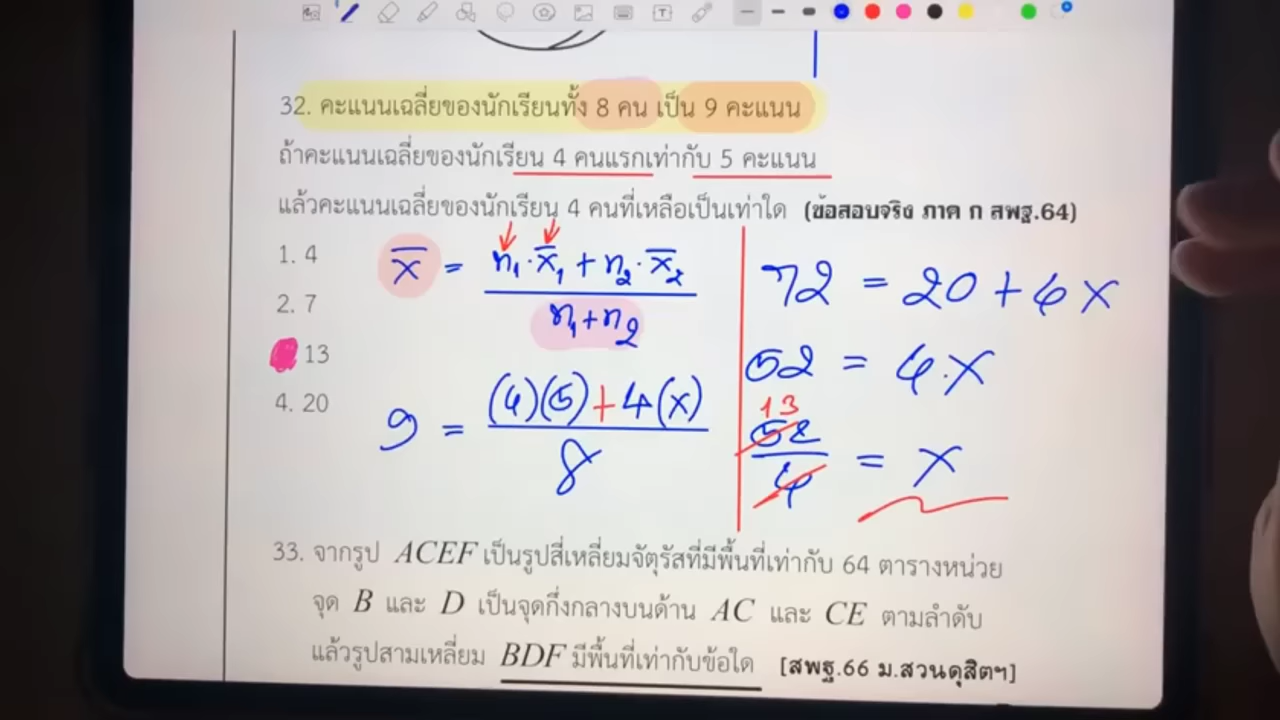 32. คะแนนเฉลี่ยของนักเรียนทั้ง 8 คน เป็น 9 คะแนน
ถ้าคะแนนเฉลี่ยของนักเรียน 4 คนแรกเท่ากับ 5 คะแนน
แล้วคะแนนเฉลี่ยของนักเรียน 4 คนที่เหลือเป็นเท่าใด (ข้อสอบจริง ภาค ก สพฐ.64)
1. 4
2. 7
13
4. 20
x̄ = (n₁·x̄₁ + n₂·x̄₂) / (n₁+n₂)
9 = ((4)(5)+4(x)) / 8
72 = 20 + 4x
52 = 4·x
13
52/4 = x
33. จากรูป ACEF เป็นรูปสี่เหลี่ยมจัตุรัสที่มีพื้นที่เท่ากับ 64 ตารางหน่วย
จุด B และ D เป็นจุดกึ่งกลางบนด้าน AC และ CE ตามลำดับ
แล้วรูปสามเหลี่ยม BDF มีพื้นที่เท่ากับข้อใด [สพฐ.66 ม.สวนดุสิตฯ]